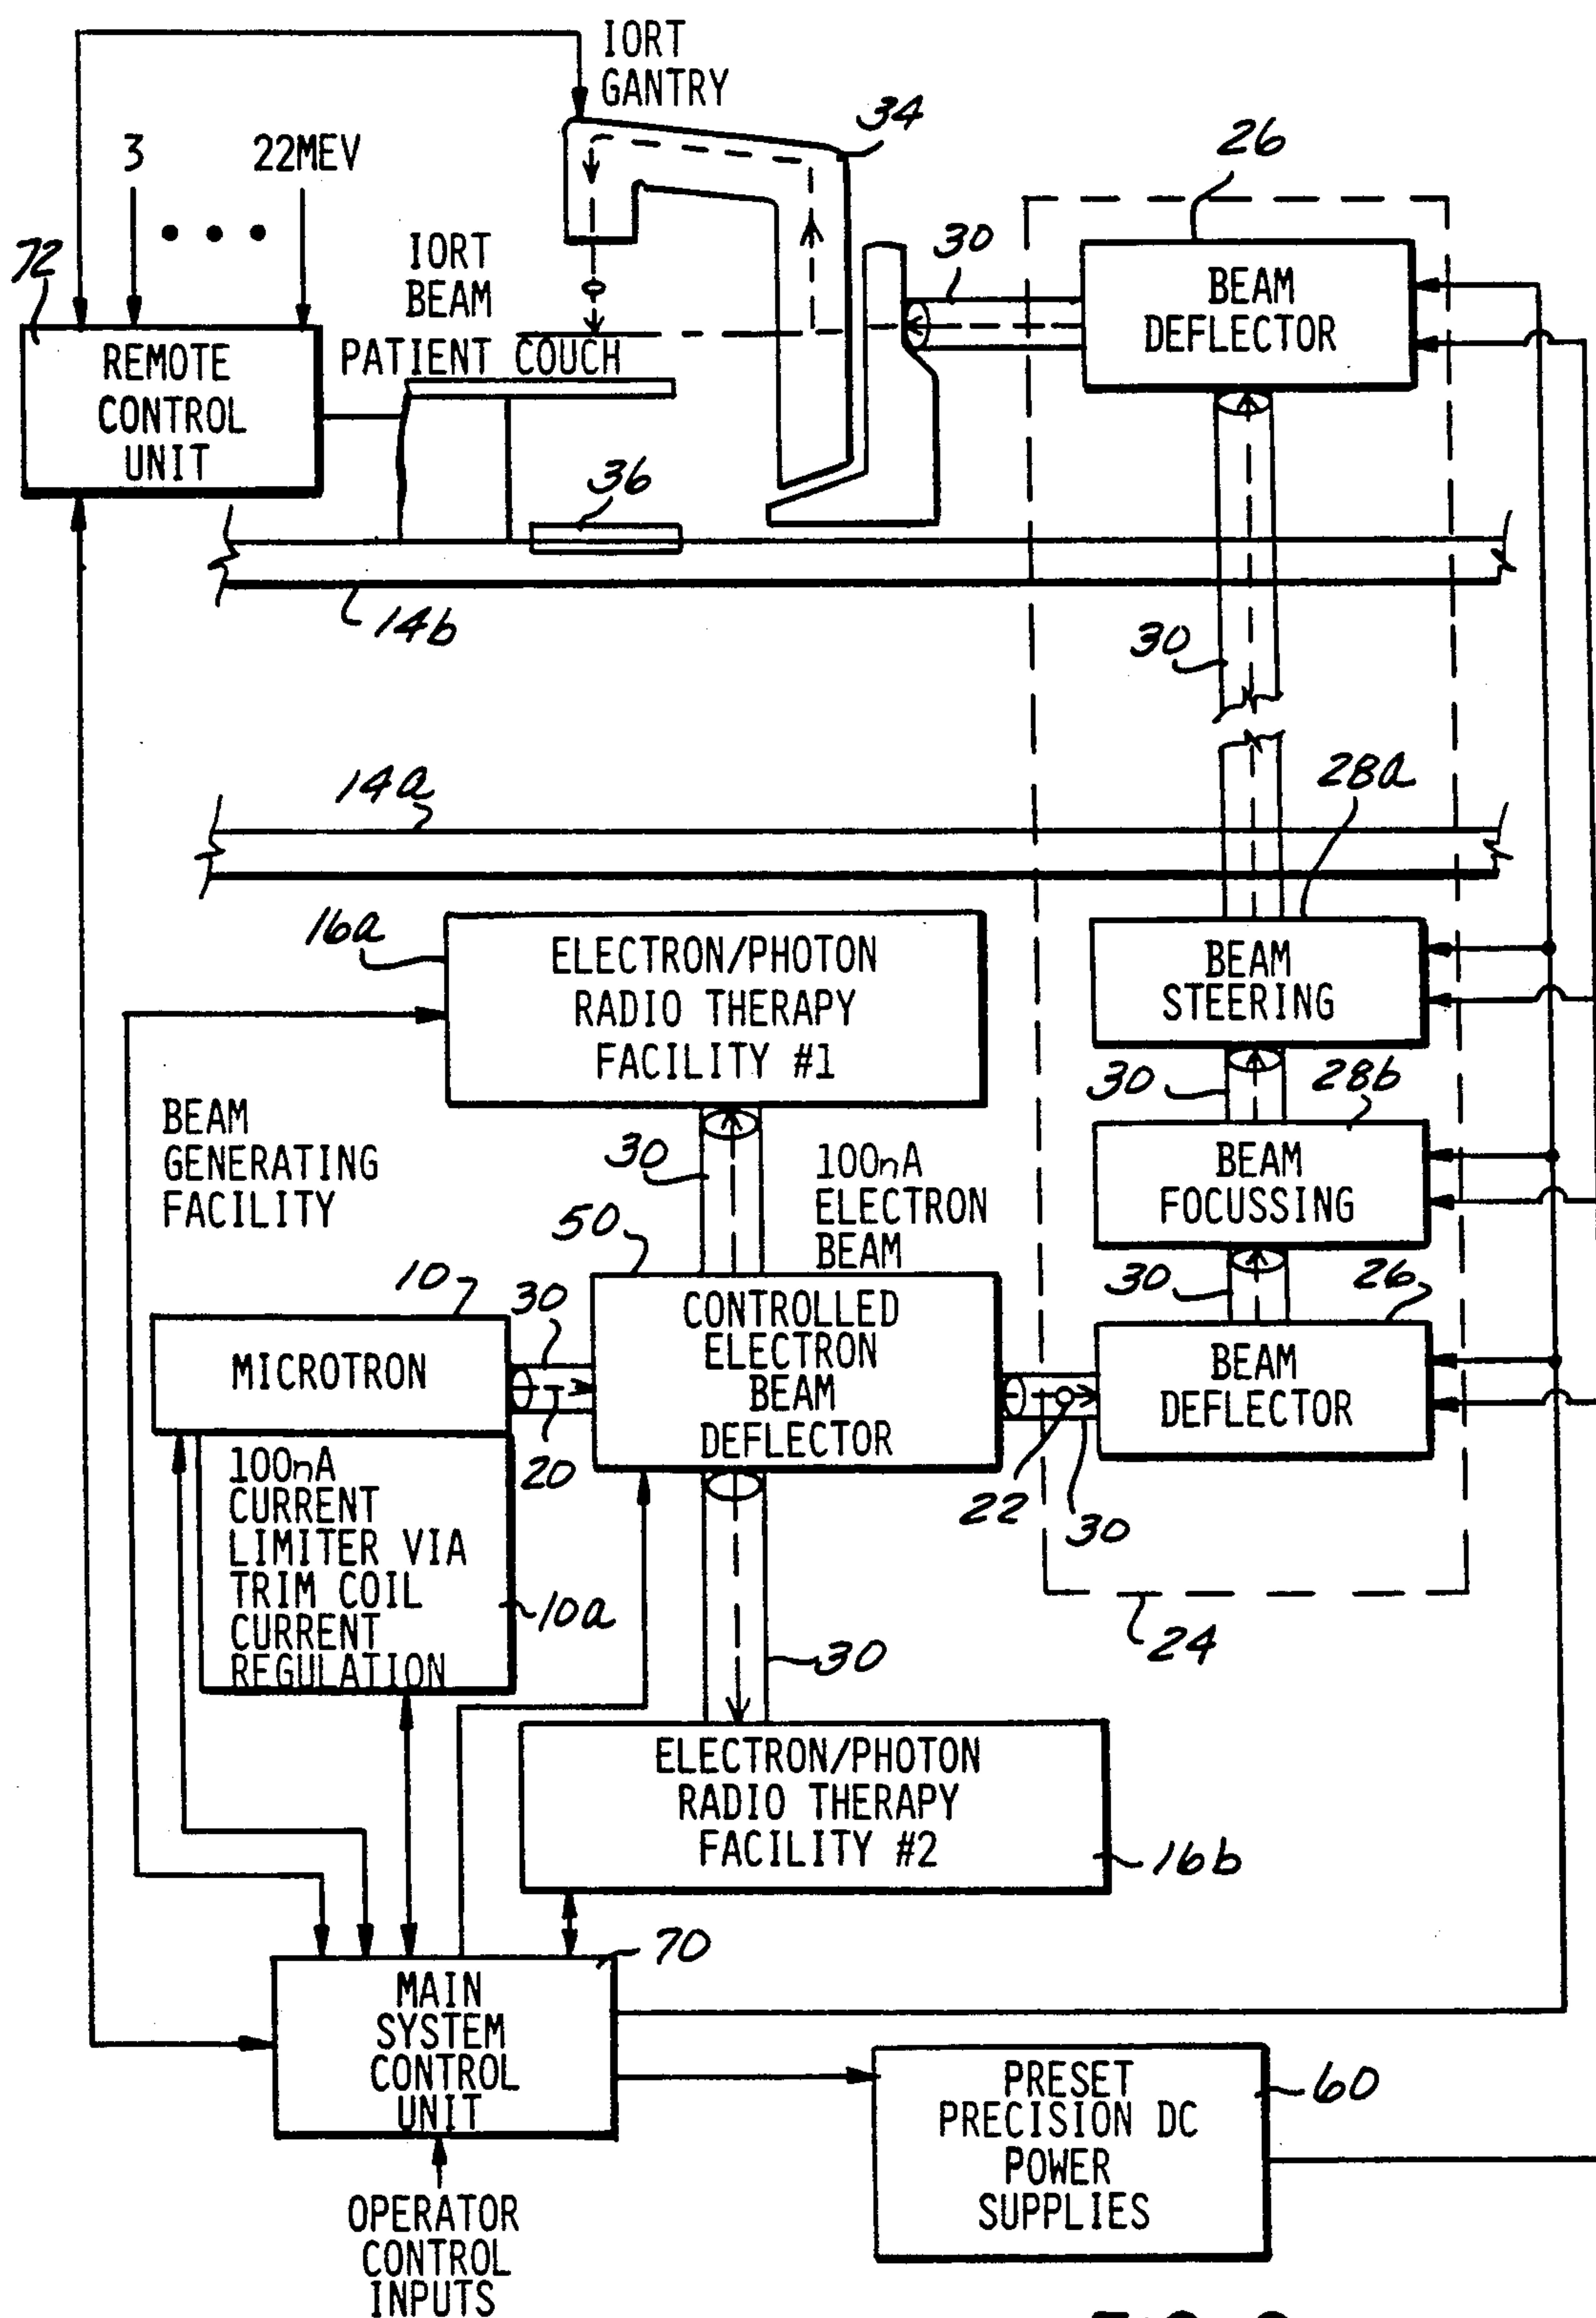 IORT
GANTRY
34
26
3
22MEV
72
IORT
BEAM
30
BEAM
DEFLECTOR
PATIENT COUCH
REMOTE
CONTROL
UNIT
36
14b
30
14a
28a
16a
ELECTRON/PHOTON
RADIO THERAPY
FACILITY #1
BEAM
STEERING
30
28b
BEAM
GENERATING
FACILITY
30
100nA
ELECTRON
BEAM
BEAM
FOCUSSING
50
30
26
10
30
MICROTRON
20
CONTROLLED
ELECTRON
BEAM
DEFLECTOR
22
30
BEAM
DEFLECTOR
100nA
CURRENT
LIMITER VIA
TRIM COIL
CURRENT
REGULATION
10a
30
24
ELECTRON/PHOTON
RADIO THERAPY
FACILITY #2
16b
70
MAIN
SYSTEM
CONTROL
UNIT
PRESET
PRECISION DC
POWER
SUPPLIES
60
OPERATOR
CONTROL
INPUTS